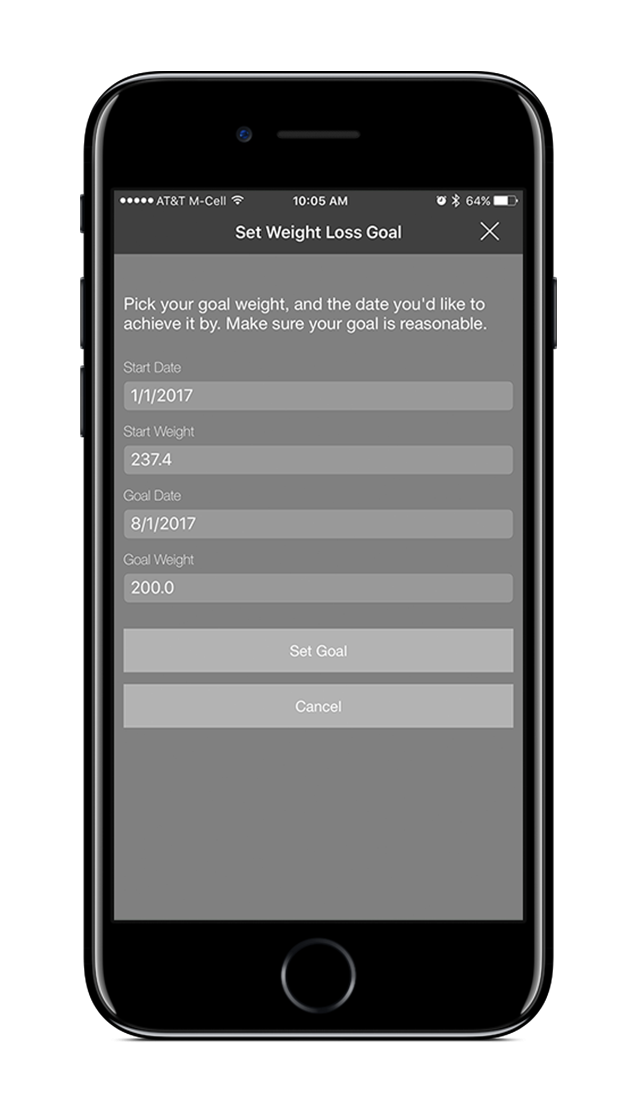 AT&T M-Cell 10:05 AM 64%
Set Weight Loss Goal
Pick your goal weight, and the date you'd like to
achieve it by. Make sure your goal is reasonable.
Start Date
1/1/2017
Start Weight
237.4
Goal Date
8/1/2017
Goal Weight
200.0
Set Goal
Cancel